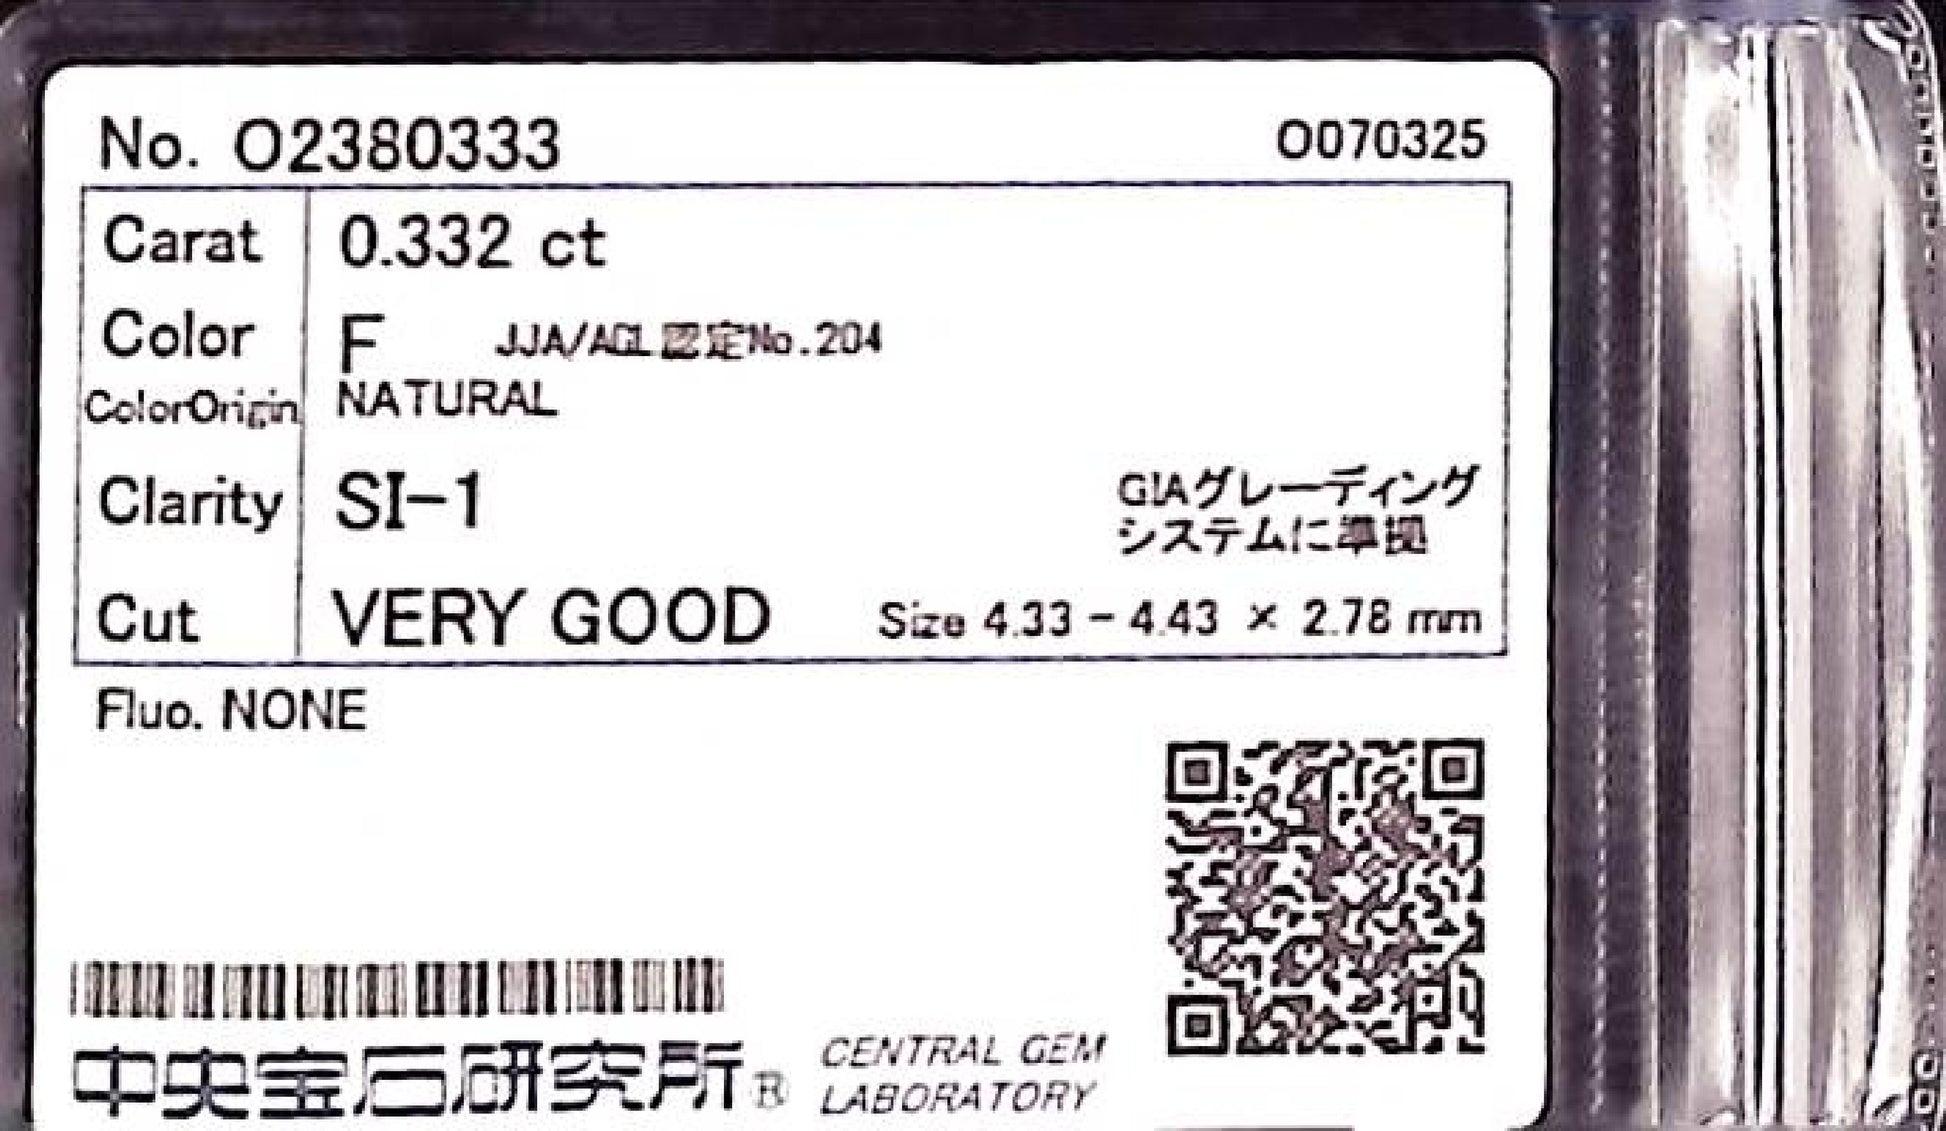 No. O2380333 O070325
Carat 0.332 ct
Color F JJA/AGL認定No.204
ColorOrigin NATURAL
Clarity SI-1 GIAグレーディング
システムに準拠
Cut VERY GOOD Size 4.33 - 4.43 × 2.78 mm
Fluo. NONE
中央宝石研究所® CENTRAL GEM
LABORATORY